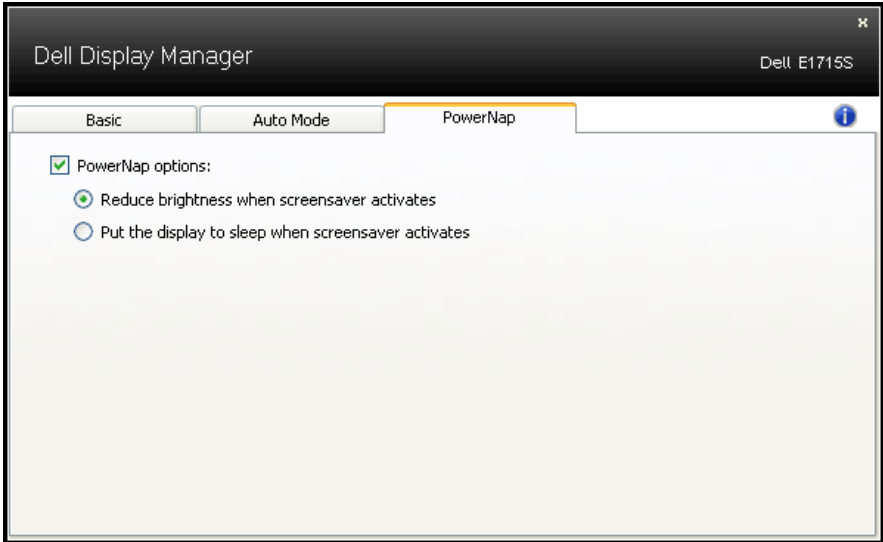 Dell Display Manager
Dell E1715S
Basic
Auto Mode
PowerNap
PowerNap options:
Reduce brightness when screensaver activates
Put the display to sleep when screensaver activates